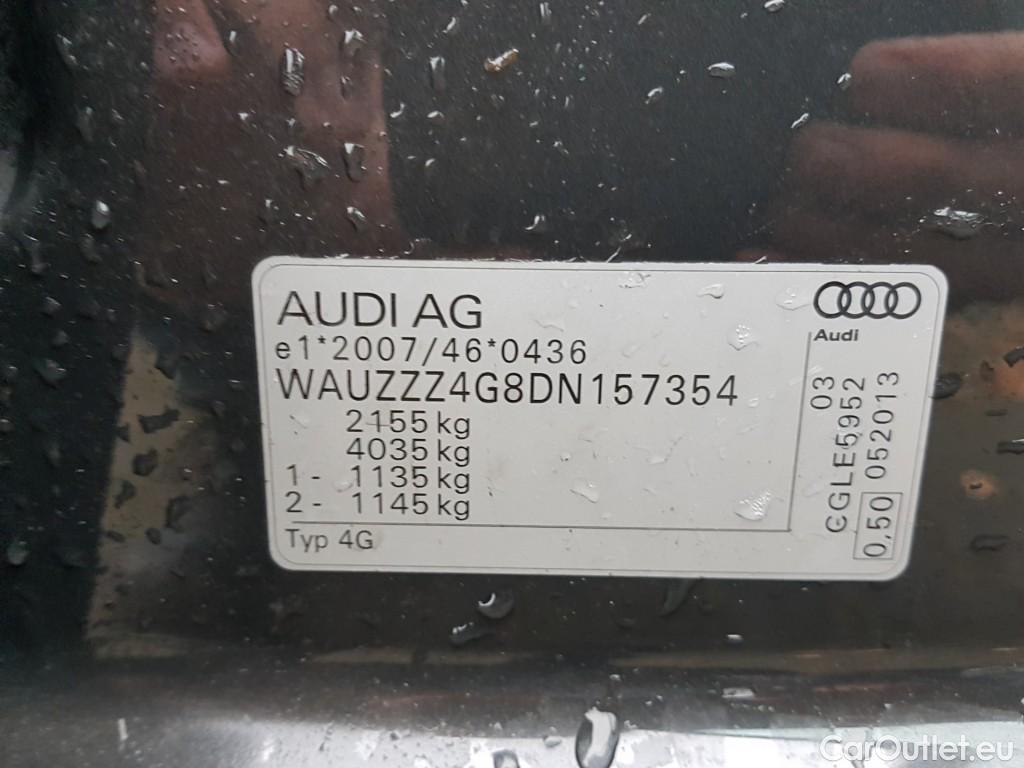 AUDI AG
Audi
e1*2007/46*0436
WAUZZZ4G8DN157354
2155 kg
4035 kg
1 - 1135 kg
2 - 1145 kg
Typ 4G
03
CGLE5952
0,50 052013
CarOutlet.eu